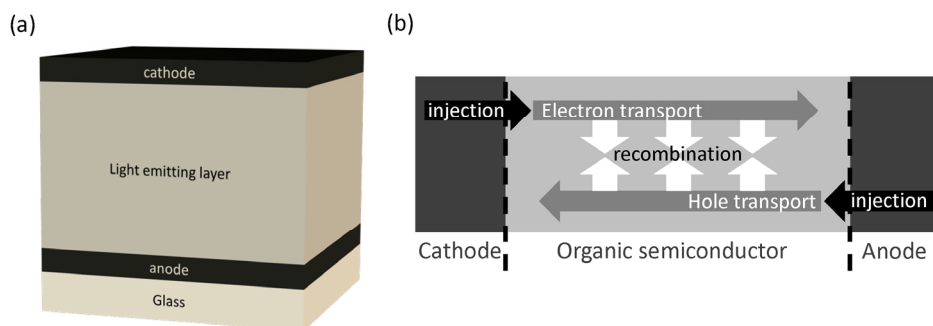 (a)
cathode
Light emitting layer
anode
Glass
(b)
injection
Electron transport
recombination
Hole transport
injection
Cathode
Organic semiconductor
Anode